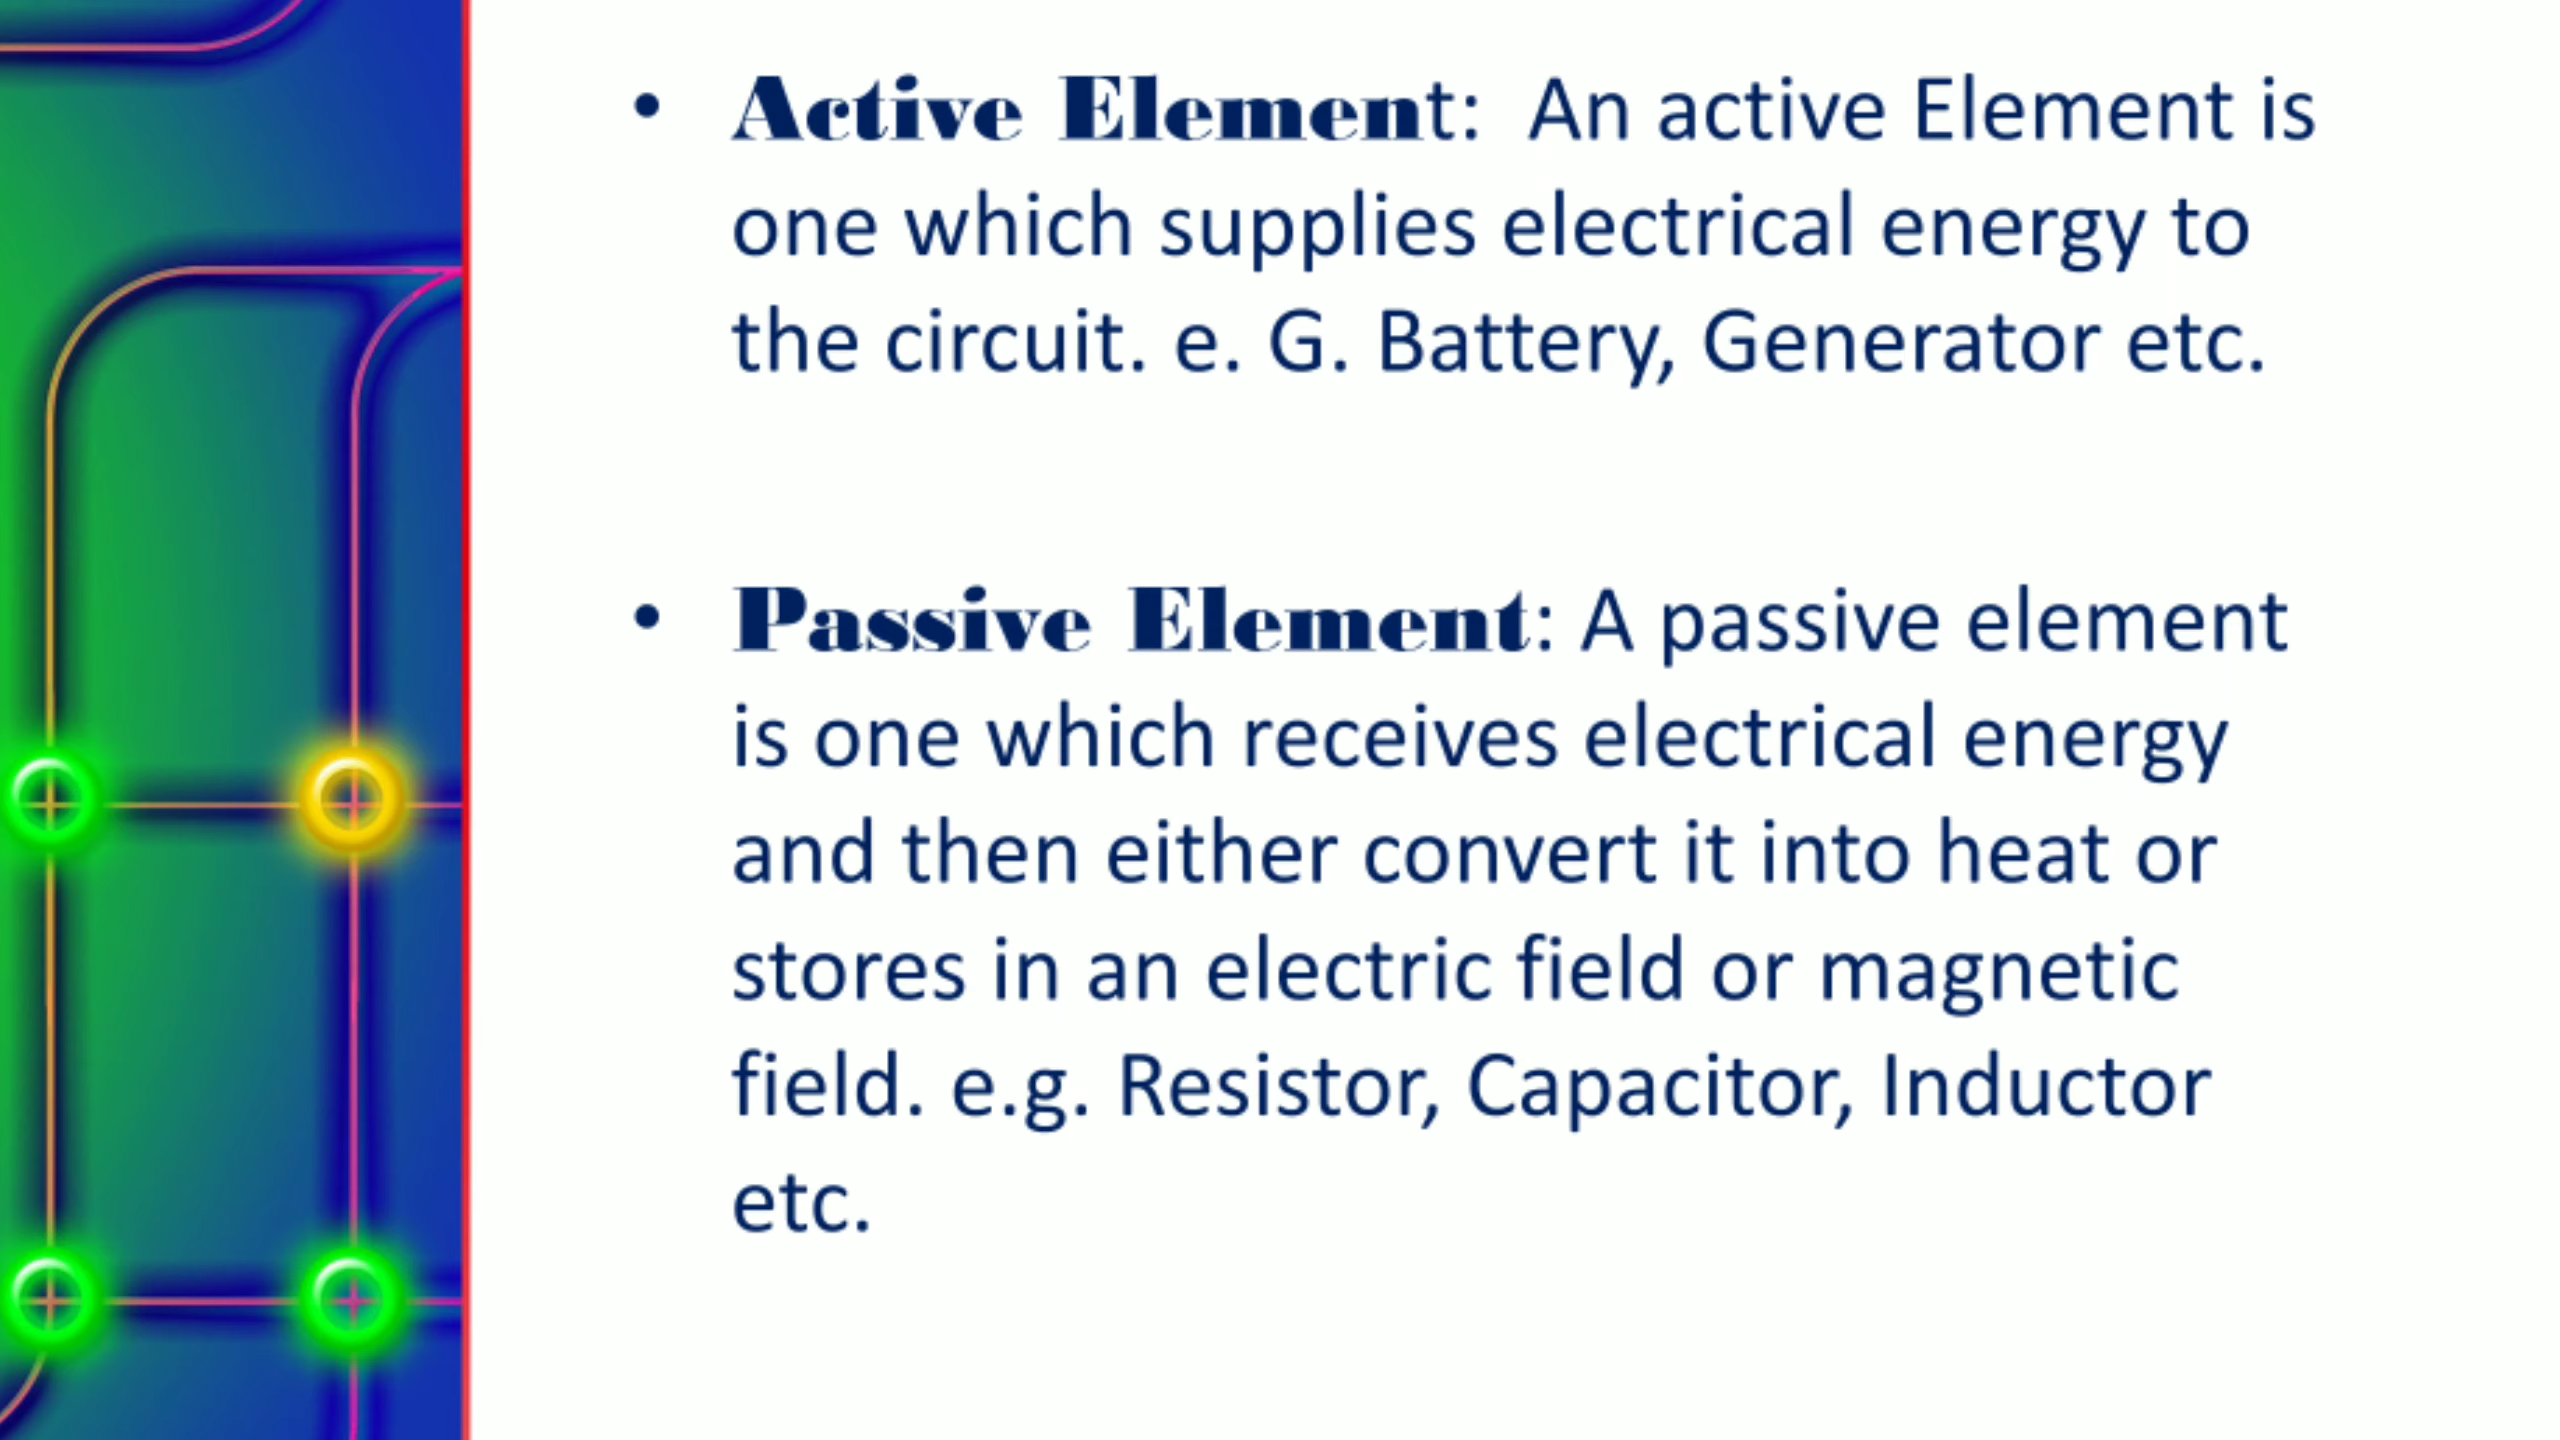 • Active Element: An active Element is
one which supplies electrical energy to
the circuit. e. G. Battery, Generator etc.
• Passive Element: A passive element
is one which receives electrical energy
and then either convert it into heat or
stores in an electric field or magnetic
field. e.g. Resistor, Capacitor, Inductor
etc.